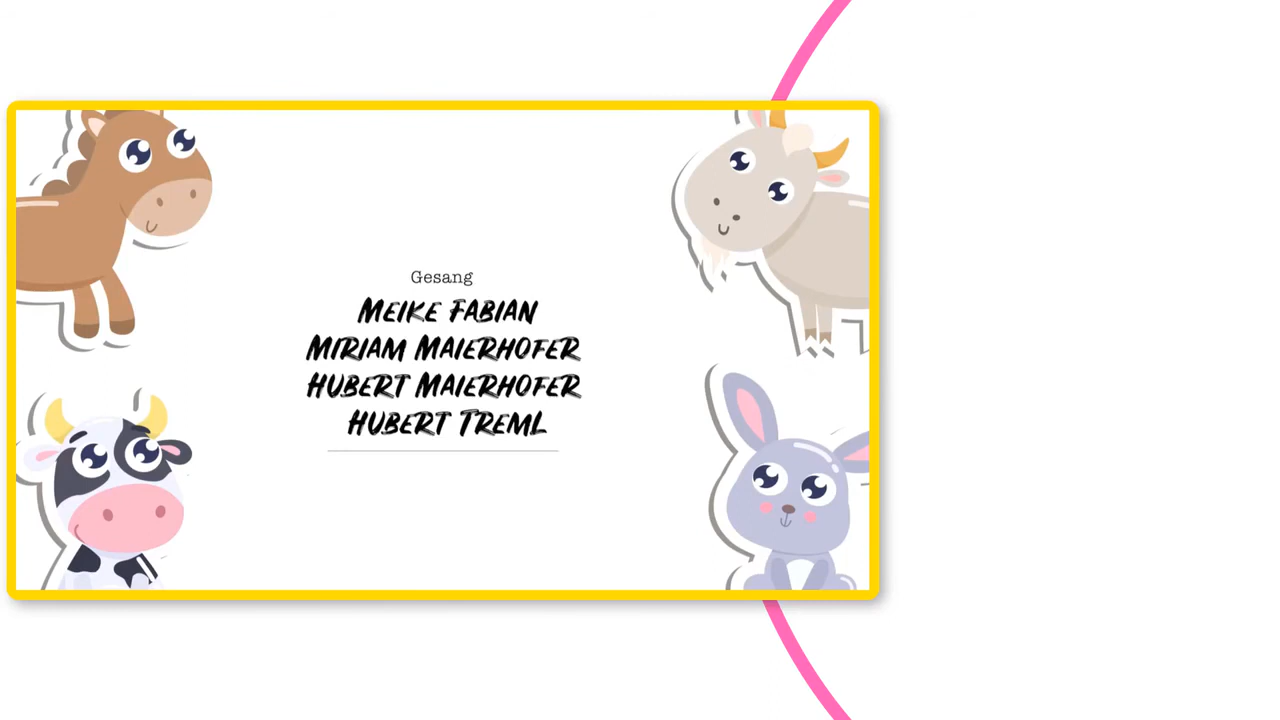 Gesang
MEIKE FABIAN
MIRIAM MAIERHOFER
HUBERT MAIERHOFER
HUBERT TREML